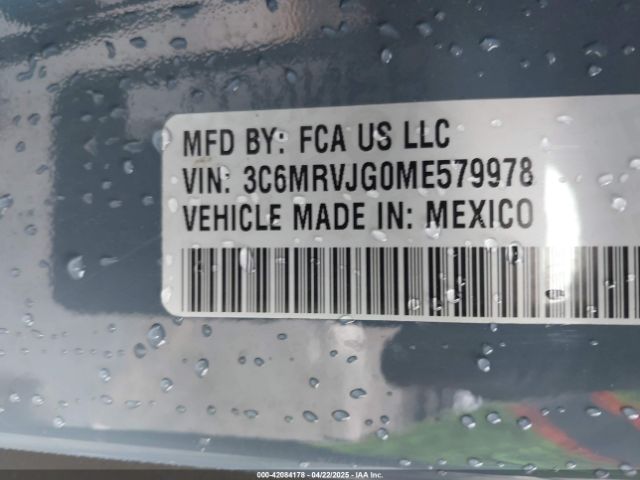 MFD BY: FCA US LLC
VIN: 3C6MRVJG0ME579978
VEHICLE MADE IN: MEXICO
000-42084178 - 04/22/2025 - IAA Inc.